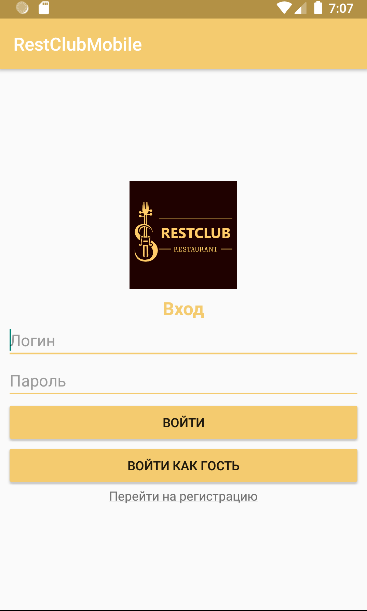 7:07
RestClubMobile
RESTCLUB
RESTAURANT
Вход
Логин
Пароль
ВОЙТИ
ВОЙТИ КАК ГОСТЬ
Перейти на регистрацию